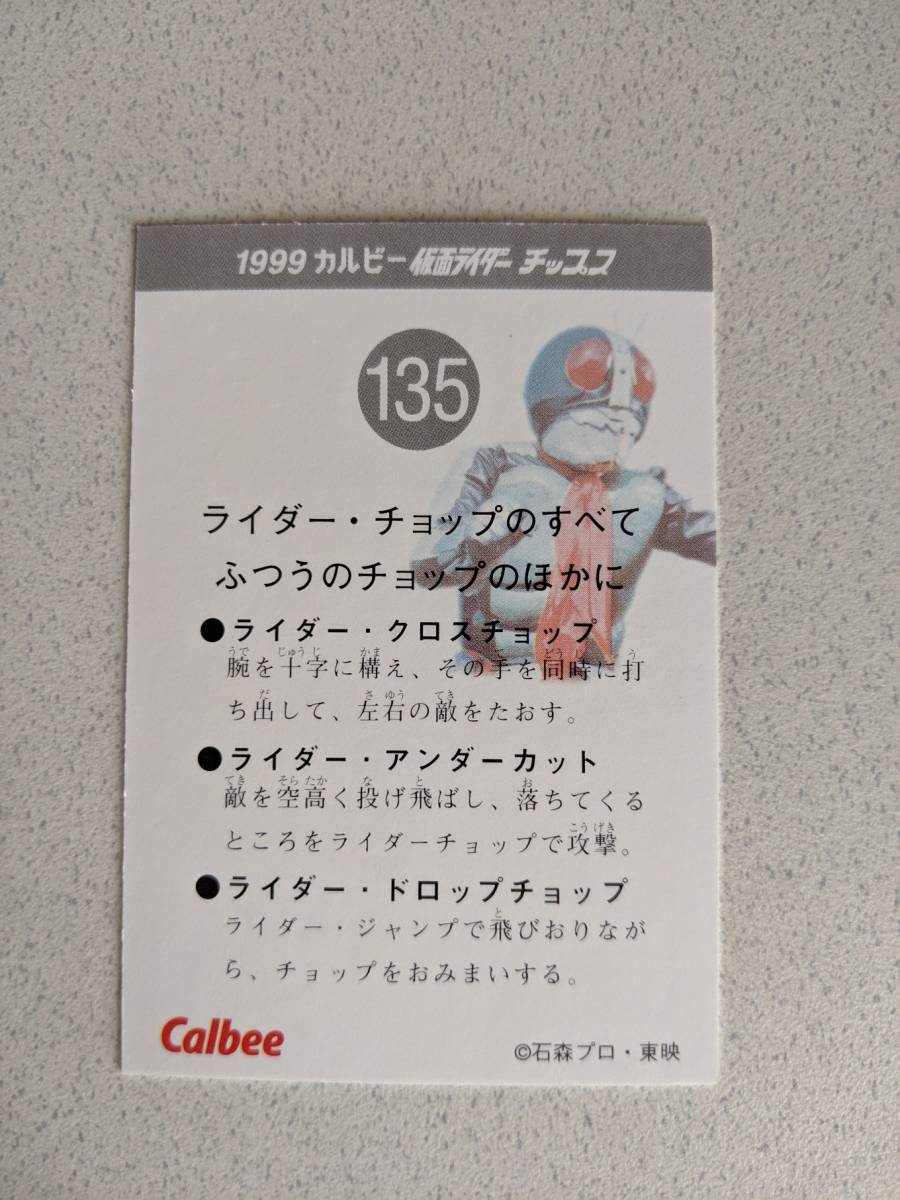 1999 カルビー 仮面ライダー チップス
135
ライダー・チョップのすべて
ふつうのチョップのほかに
●ライダー・クロスチョップ
腕を十字に構え、その手を同時に打
ち出して、左右の敵をたおす。
●ライダー・アンダーカット
敵を空高く投げ飛ばし、落ちてくる
ところをライダーチョップで攻撃。
●ライダー・ドロップチョップ
ライダー・ジャンプで飛びおりなが
ら、チョップをおみまいする。
Calbee
©石森プロ・東映